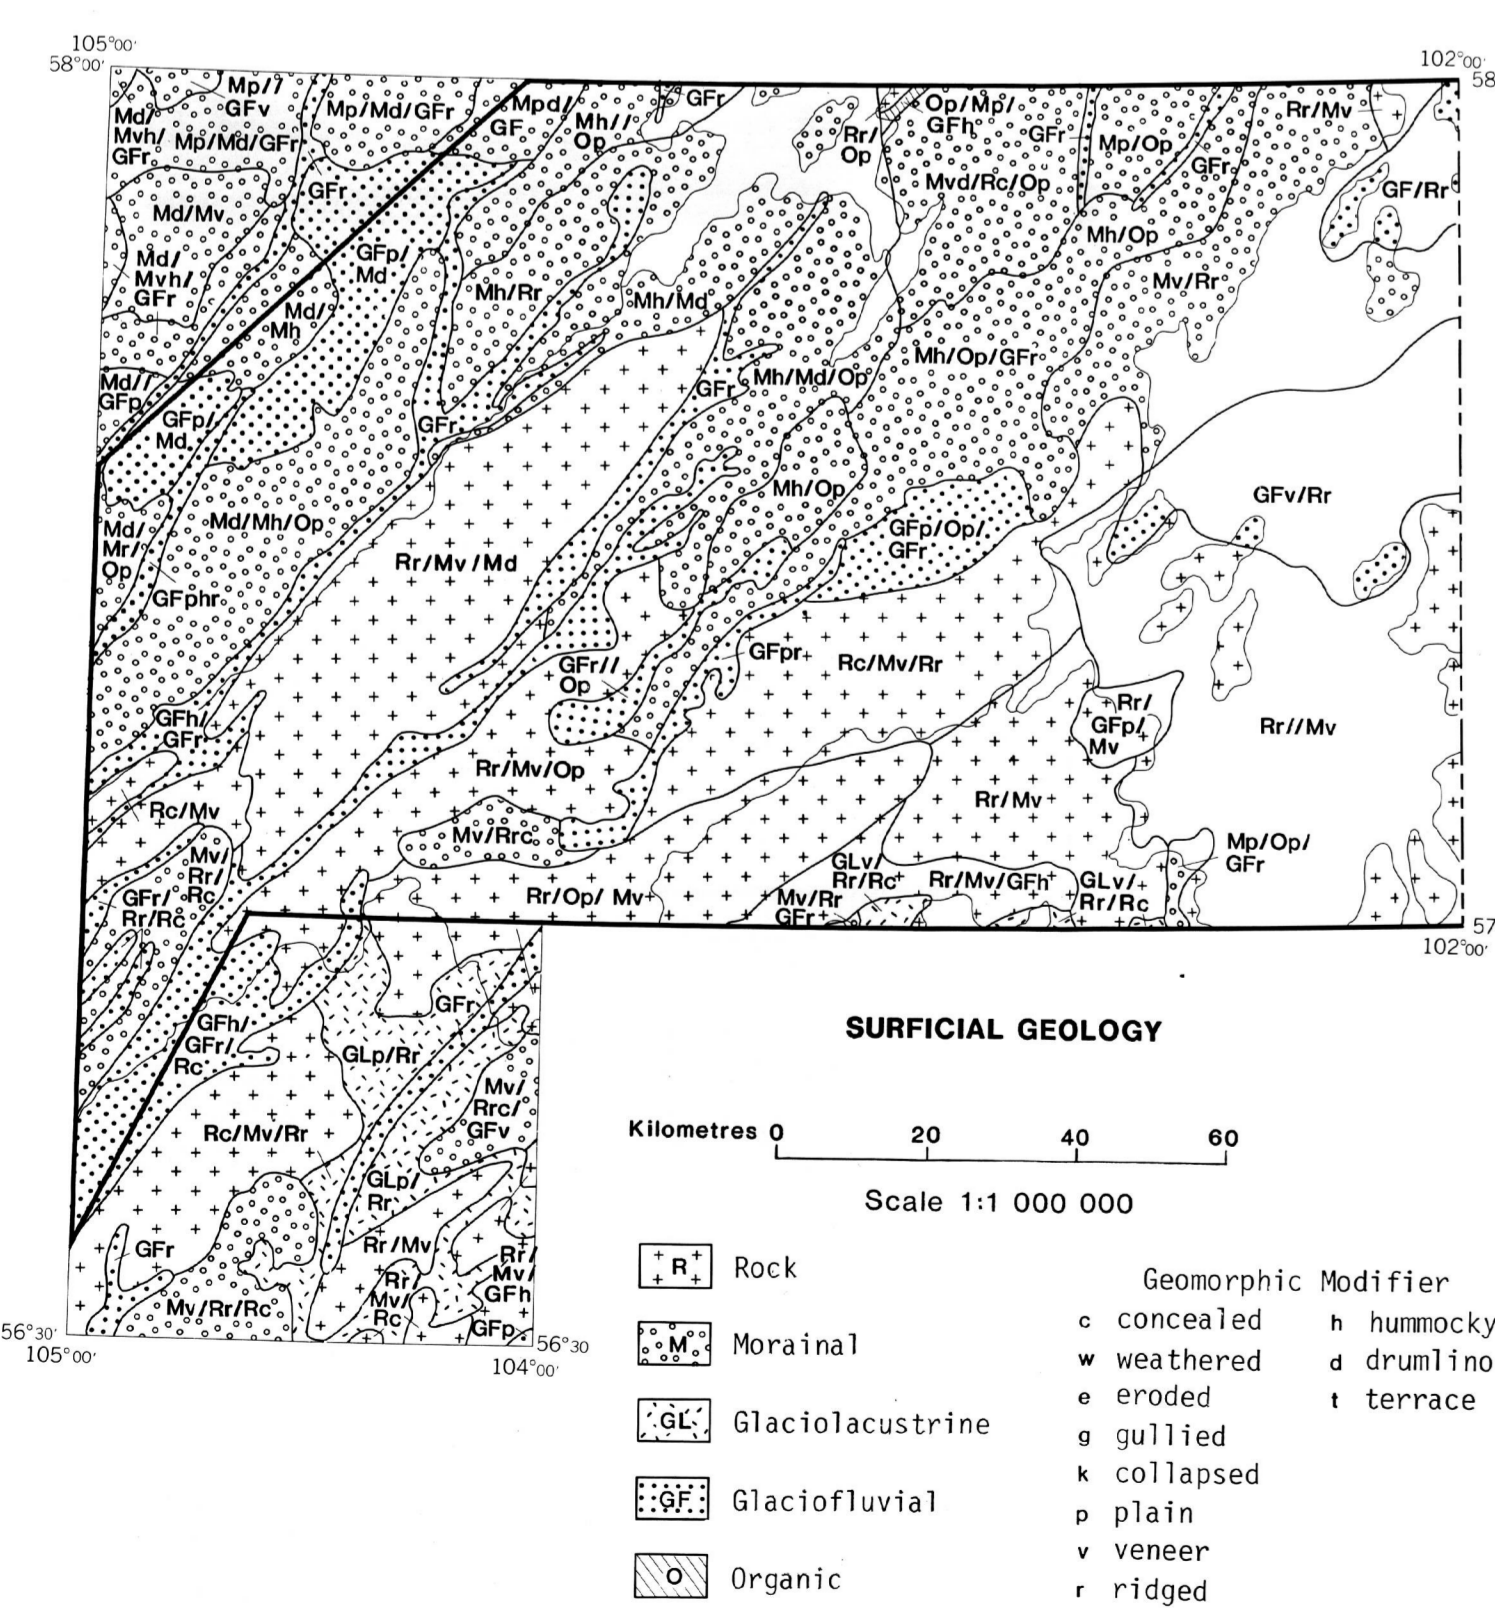 105°00'
58°00'
102°00'
58
Mp//
GFv
Mp/Md/GFr
Mpd/
GF
Mh//
Op
GFr
Op/Mp/
GFh
Rr/Mv
Md/
Mvh/
GFr
Mp/Md/GFr
Rr/
Op
GFr
Mp/Op
GFr
GFr
Mvd/Rc/Op
GF/Rr
Md/Mv
GFp/
Md
Mh/Op
Md/
Mvh/
GFr
Mh/Rr
Mh/Md
Mv/Rr
Md/
Mh
Mh/Op/GFr
Md//
GFp
GFr
Mh/Md/Op
GFp/
Md
GFr
Mh/Op
GFv/Rr
Md/
Mr/
Op
Md/Mh/Op
GFp/Op/
GFr
Rr/Mv/Md
GFphr
GFr//
Op
GFpr
Rc/Mv/Rr
GFh/
GFr
Rr/
GFp/
Mv
Rr//Mv
Rr/Mv/Op
Rc/Mv
Rr/Mv
Mv/Rrc
Mp/Op/
GFr
Mv/
Rr/
Rc
GLv/
Rr/Rc
Rr/Mv/GFh
GLv/
Rr/Rc
GFr/
Rr/Rc
Rr/Op/Mv
Mv/Rr
GFr
57
102°00'
GFr
GFh/
GFr/
Rc
GLp/Rr
Mv/
Rrc/
GFv
Rc/Mv/Rr
GLp/
Rr
GFr
Rr/Mv
Rr/
Mv/
GFh
Rr/
Mv/
Rc
Mv/Rr/Rc
GFp
56°30'
105°00'
56°30
104°00'
SURFICIAL GEOLOGY
Kilometres 0 20 40 60
Scale 1:1 000 000
R Rock
M Morainal
GL Glaciolacustrine
GF Glaciofluvial
O Organic
Geomorphic Modifier
c concealed
w weathered
e eroded
g gullied
k collapsed
p plain
v veneer
r ridged
h hummocky
d drumlino
t terrace